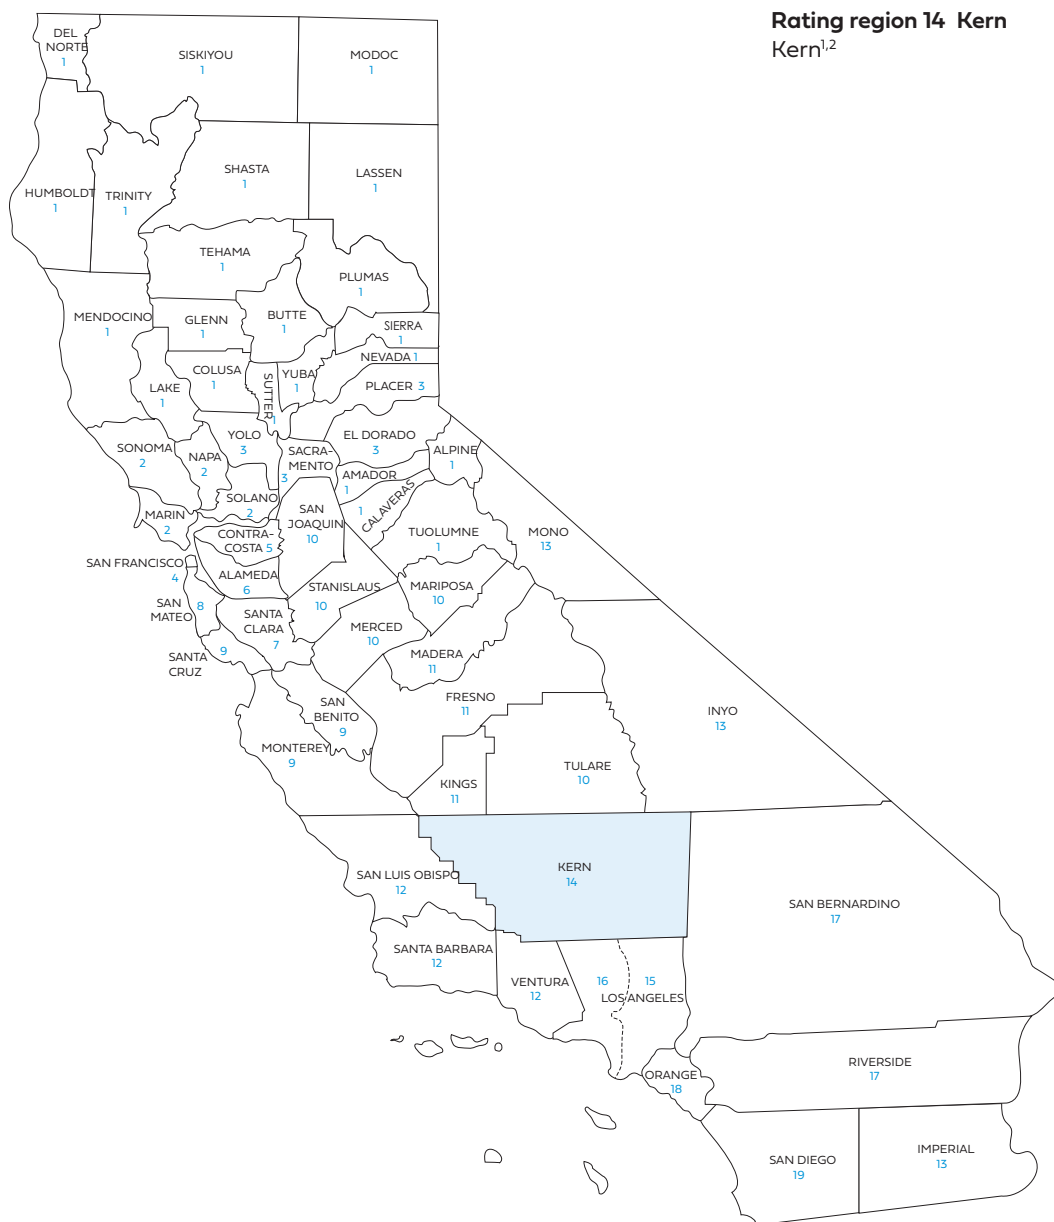 Rating region 14 Kern
Kern1,2
DEL
NORTE
1
SISKIYOU
1
MODOC
1
SHASTA
1
LASSEN
1
HUMBOLDT
1
TRINITY
1
TEHAMA
1
PLUMAS
1
MENDOCINO
1
GLENN
1
BUTTE
1
SIERRA
1
NEVADA 1
COLUSA
1
SUTTER
1
YUBA
1
PLACER 3
LAKE
1
SONOMA
2
NAPA
2
YOLO
3
SACRA-
MENTO
3
EL DORADO
3
ALPINE
1
AMADOR
1
SOLANO
2
CALAVERAS
1
MARIN
2
SAN
JOAQUIN
10
CONTRA-
COSTA 5
TUOLUMNE
1
MONO
13
SAN FRANCISCO
4
ALAMEDA
6
STANISLAUS
10
MARIPOSA
10
SAN
MATEO
8
SANTA
CLARA
7
MERCED
10
SANTA
CRUZ
9
MADERA
11
SAN
BENITO
9
FRESNO
11
INYO
13
MONTEREY
9
TULARE
10
KINGS
11
SAN LUIS OBISPO
12
KERN
14
SAN BERNARDINO
17
SANTA BARBARA
12
VENTURA
12
16
15
LOS ANGELES
RIVERSIDE
17
ORANGE
18
SAN DIEGO
19
IMPERIAL
13